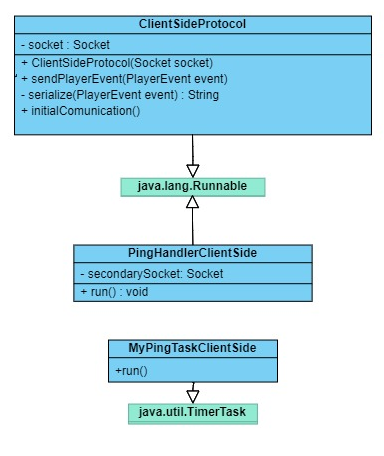 ClientSideProtocol
- socket : Socket
+ ClientSideProtocol(Socket socket)
+ sendPlayerEvent(PlayerEvent event)
- serialize(PlayerEvent event) : String
+ initialComunication()
java.lang.Runnable
PingHandlerClientSide
- secondarySocket: Socket
+ run() : void
MyPingTaskClientSide
+run()
java.util.TimerTask